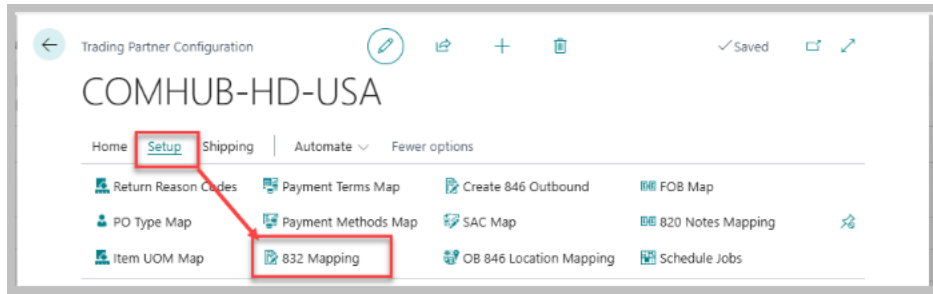 Trading Partner Configuration
Saved
COMHUB-HD-USA
Home Setup Shipping Automate Fewer options
Return Reason Codes Payment Terms Map Create 846 Outbound FOB Map
PO Type Map Payment Methods Map SAC Map 820 Notes Mapping
Item UOM Map 832 Mapping OB 846 Location Mapping Schedule Jobs